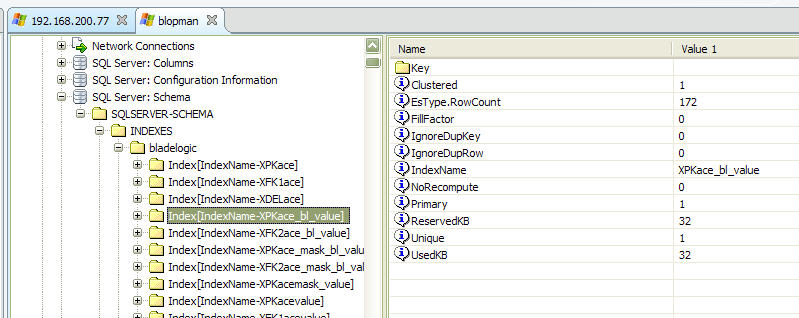 192.168.200.77 blopman
Network Connections
SQL Server: Columns
SQL Server: Configuration Information
SQL Server: Schema
SQLSERVER-SCHEMA
INDEXES
bladelogic
Index[IndexName-XPKace]
Index[IndexName-XFK1ace]
Index[IndexName-XDELace]
Index[IndexName-XPKace_bl_value]
Index[IndexName-XFK2ace_bl_value]
Index[IndexName-XPKace_mask_bl_valu
Index[IndexName-XFK2ace_mask_bl_val
Index[IndexName-XPKacemask_value]
Index[IndexName-XPKacevalue]
Index[IndexName-XFK1acevalue]
Name Value 1
Key
Clustered 1
EsType.RowCount 172
FillFactor 0
IgnoreDupKey 0
IgnoreDupRow 0
IndexName XPKace_bl_value
NoRecompute 0
Primary 1
ReservedKB 32
Unique 1
UsedKB 32